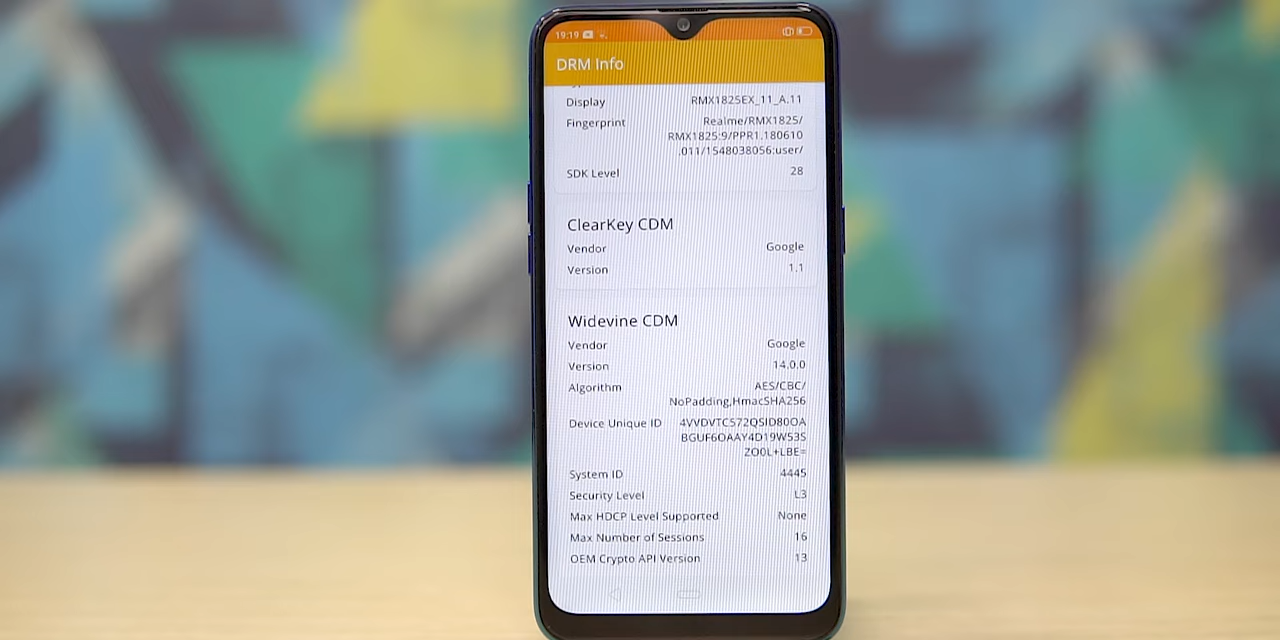 19:19
DRM Info
Display RMX1825EX_11_A.11
Fingerprint Realme/RMX1825/
RMX1825:9/PPR1.180610
.011/1548038056:user/
SDK Level 28
ClearKey CDM
Vendor Google
Version 1.1
Widevine CDM
Vendor Google
Version 14.0.0
Algorithm AES/CBC/
NoPadding,HmacSHA256
Device Unique ID 4VVDVTC572QSID80OA
BGUF6OAAY4D19W53S
ZO0L+LBE=
System ID 4445
Security Level L3
Max HDCP Level Supported None
Max Number of Sessions 16
OEM Crypto API Version 13